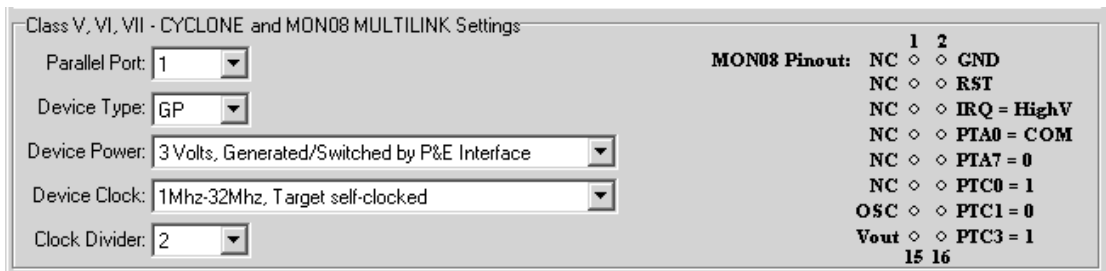 Class V, VI, VII - CYCLONE and MON08 MULTILINK Settings
Parallel Port: 1
Device Type: GP
Device Power: 3 Volts, Generated/Switched by P&E Interface
Device Clock: 1Mhz-32Mhz, Target self-clocked
Clock Divider: 2
1 2
MON08 Pinout: NC GND
NC RST
NC IRQ = HighV
NC PTA0 = COM
NC PTA7 = 0
NC PTC0 = 1
OSC PTC1 = 0
Vout PTC3 = 1
15 16